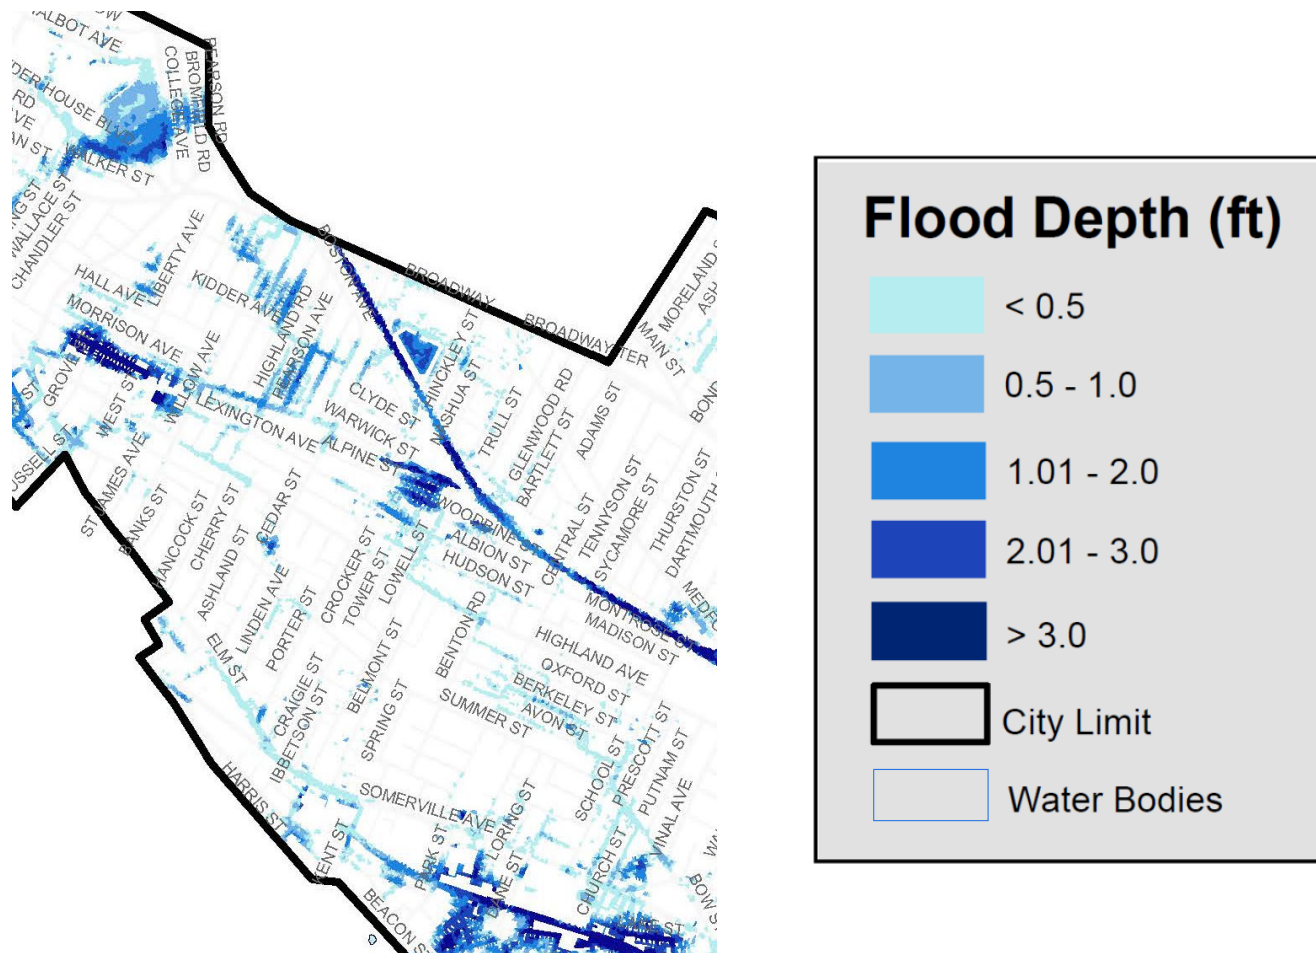 TALBOT AVE
PEARSON RD
BROMFIELD RD
COLLEGE AVE
WALKER ST
WALLACE ST
CHANDLER ST
LIBERTY AVE
HALL AVE
KIDDER AVE
BOSTON AVE
BROADWAY
BROADWAY TER
MORELAND S
MAIN ST
BOND
MORRISON AVE
HIGHLAND RD
PEARSON AVE
WILLOW AVE
GROVE
WEST S
LEXINGTON AVE
CLYDE ST
WARWICK ST
ALPINE ST
HINCKLEY ST
NASHUA ST
TRULL ST
GLENWOOD RD
BARTLETT ST
ADAMS ST
USSELL ST
ST JAMES AVE
BANKS ST
HANCOCK ST
CHERRY ST
ASHLAND ST
CEDAR ST
LINDEN AVE
PORTER ST
CROCKER ST
TOWER ST
LOWELL ST
WOODBINE ST
ALBION ST
HUDSON ST
CENTRAL ST
TENNYSON ST
SYCAMORE ST
THURSTON ST
DARTMOUTH
MEDF
MONTROSE ST
MADISON ST
HIGHLAND AVE
OXFORD ST
BERKELEY ST
AVON ST
SUMMER ST
BENTON RD
BELMONT ST
SPRING ST
ELM ST
CRAIGIE ST
IBBETSON ST
HARRIS ST
KENT ST
BEACON S
SOMERVILLE AVE
PARK ST
LORING ST
DANE ST
SCHOOL ST
PRESCOTT ST
PUTNAM ST
VINAL AVE
CHURCH ST
BOW S
Flood Depth (ft)
< 0.5
0.5 - 1.0
1.01 - 2.0
2.01 - 3.0
> 3.0
City Limit
Water Bodies